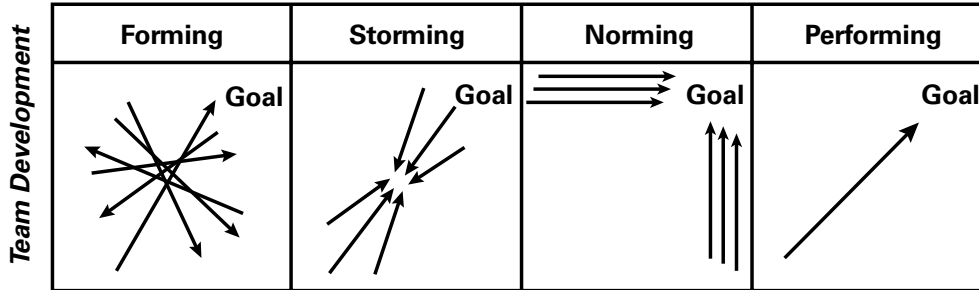 Team Development
Forming
Storming
Norming
Performing
Goal
Goal
Goal
Goal